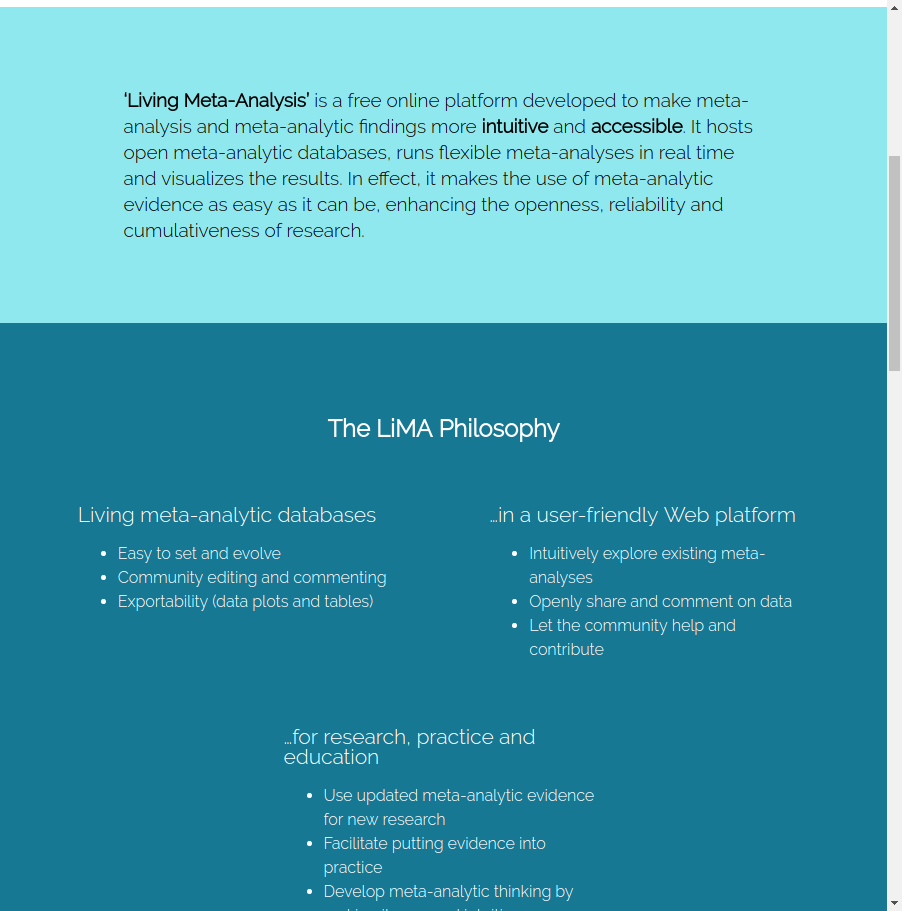 ‘Living Meta-Analysis’ is a free online platform developed to make meta-
analysis and meta-analytic findings more intuitive and accessible. It hosts
open meta-analytic databases, runs flexible meta-analyses in real time
and visualizes the results. In effect, it makes the use of meta-analytic
evidence as easy as it can be, enhancing the openness, reliability and
cumulativeness of research.
The LiMA Philosophy
Living meta-analytic databases
• Easy to set and evolve
• Community editing and commenting
• Exportability (data plots and tables)
…in a user-friendly Web platform
• Intuitively explore existing meta-
analyses
• Openly share and comment on data
• Let the community help and
contribute
…for research, practice and
education
• Use updated meta-analytic evidence
for new research
• Facilitate putting evidence into
practice
• Develop meta-analytic thinking by